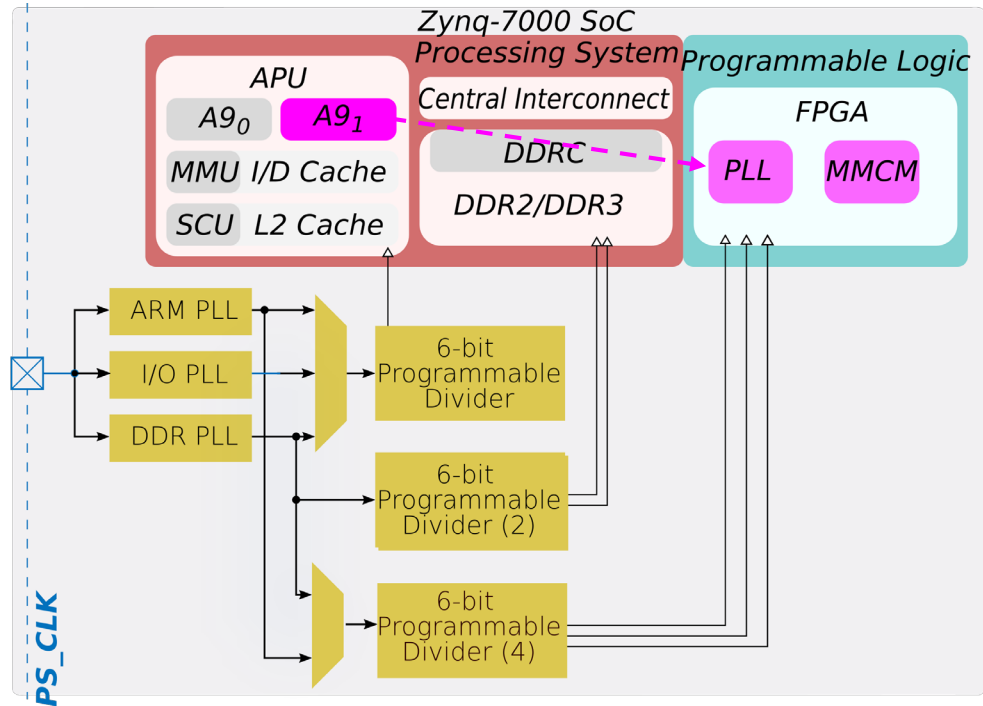 Zynq-7000 SoC
Processing System
Programmable Logic
APU
Central Interconnect
FPGA
A9₀
A9₁
DDRC
PLL
MMCM
MMU
I/D Cache
DDR2/DDR3
SCU
L2 Cache
ARM PLL
I/O PLL
DDR PLL
6-bit
Programmable
Divider
6-bit
Programmable
Divider (2)
6-bit
Programmable
Divider (4)
PS_CLK